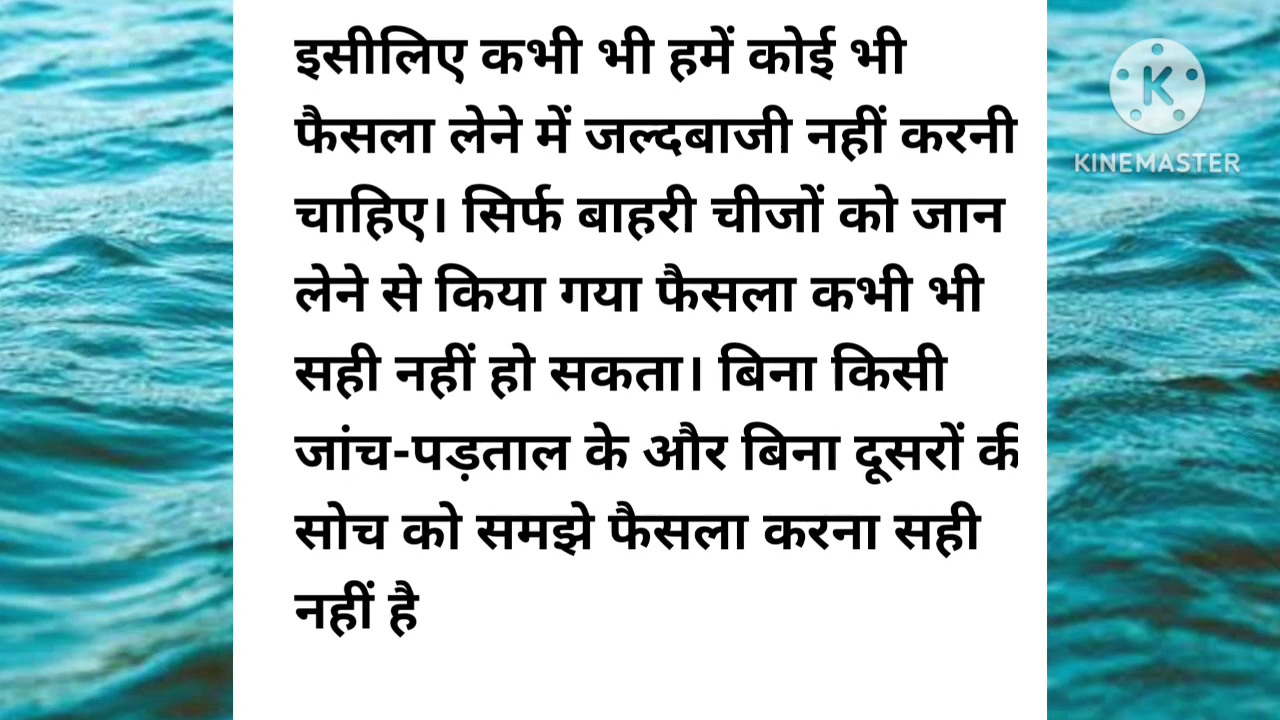 इसीलिए कभी भी हमें कोई भी
फैसला लेने में जल्दबाजी नहीं करनी
चाहिए। सिर्फ बाहरी चीजों को जान
लेने से किया गया फैसला कभी भी
सही नहीं हो सकता। बिना किसी
जांच-पड़ताल के और बिना दूसरों की
सोच को समझे फैसला करना सही
नहीं है
K
KINEMASTER